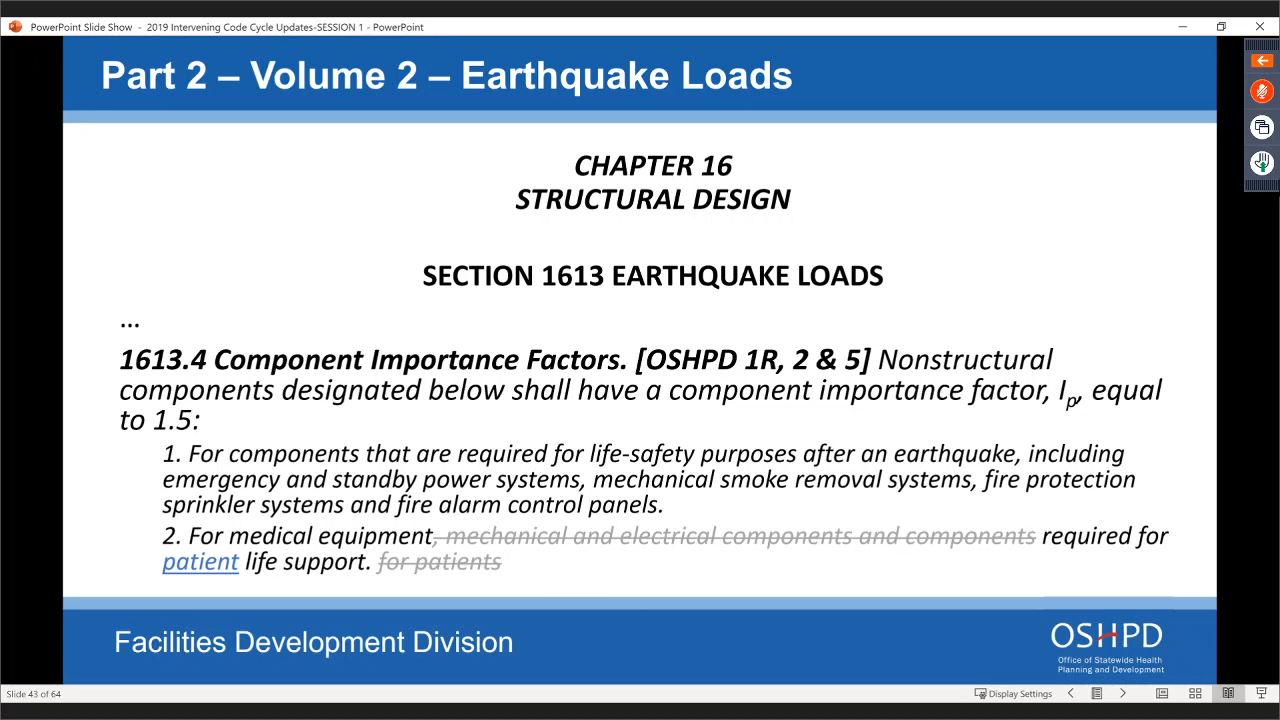 PowerPoint Slide Show - 2019 Intervening Code Cycle Updates-SESSION 1 - PowerPoint
Part 2 – Volume 2 – Earthquake Loads
CHAPTER 16
STRUCTURAL DESIGN
SECTION 1613 EARTHQUAKE LOADS
...
1613.4 Component Importance Factors. [OSHPD 1R, 2 & 5] Nonstructural
components designated below shall have a component importance factor, Ip, equal
to 1.5:
1. For components that are required for life-safety purposes after an earthquake, including
emergency and standby power systems, mechanical smoke removal systems, fire protection
sprinkler systems and fire alarm control panels.
2. For medical equipment, mechanical and electrical components and components required for
patient life support. for patients
Facilities Development Division
OSHPD
Office of Statewide Health
Planning and Development
Slide 43 of 64
Display Settings